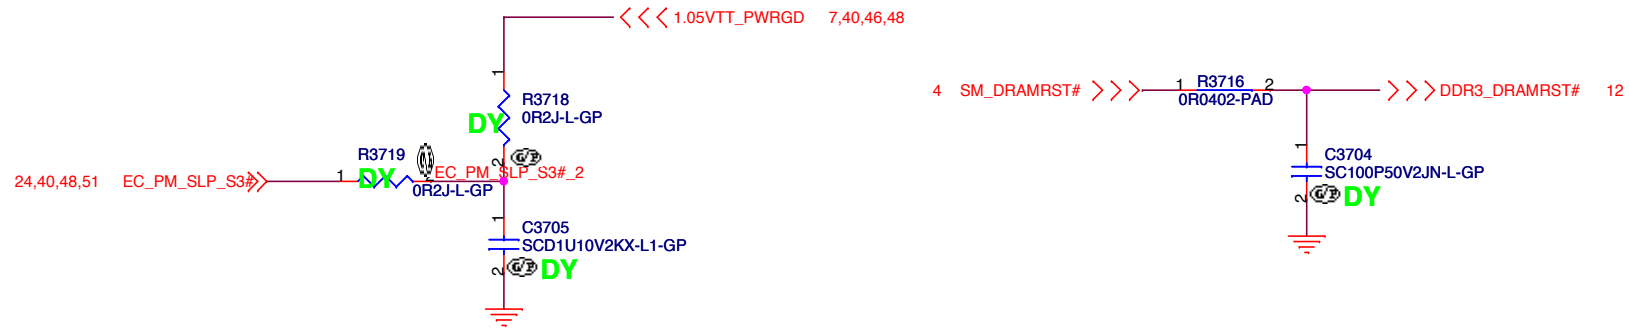 1.05VTT_PWRGD 7,40,46,48
1
R3718
0R2J-L-GP
DY
2
G/P
R3719
24,40,48,51 EC_PM_SLP_S3#
1
DY
2
EC_PM_SLP_S3#_2
0R2J-L-GP
1
C3705
SCD1U10V2KX-L1-GP
2
G/P
DY
4 SM_DRAMRST#
1
R3716
2
0R0402-PAD
DDR3_DRAMRST# 12
1
C3704
SC100P50V2JN-L-GP
2
G/P
DY